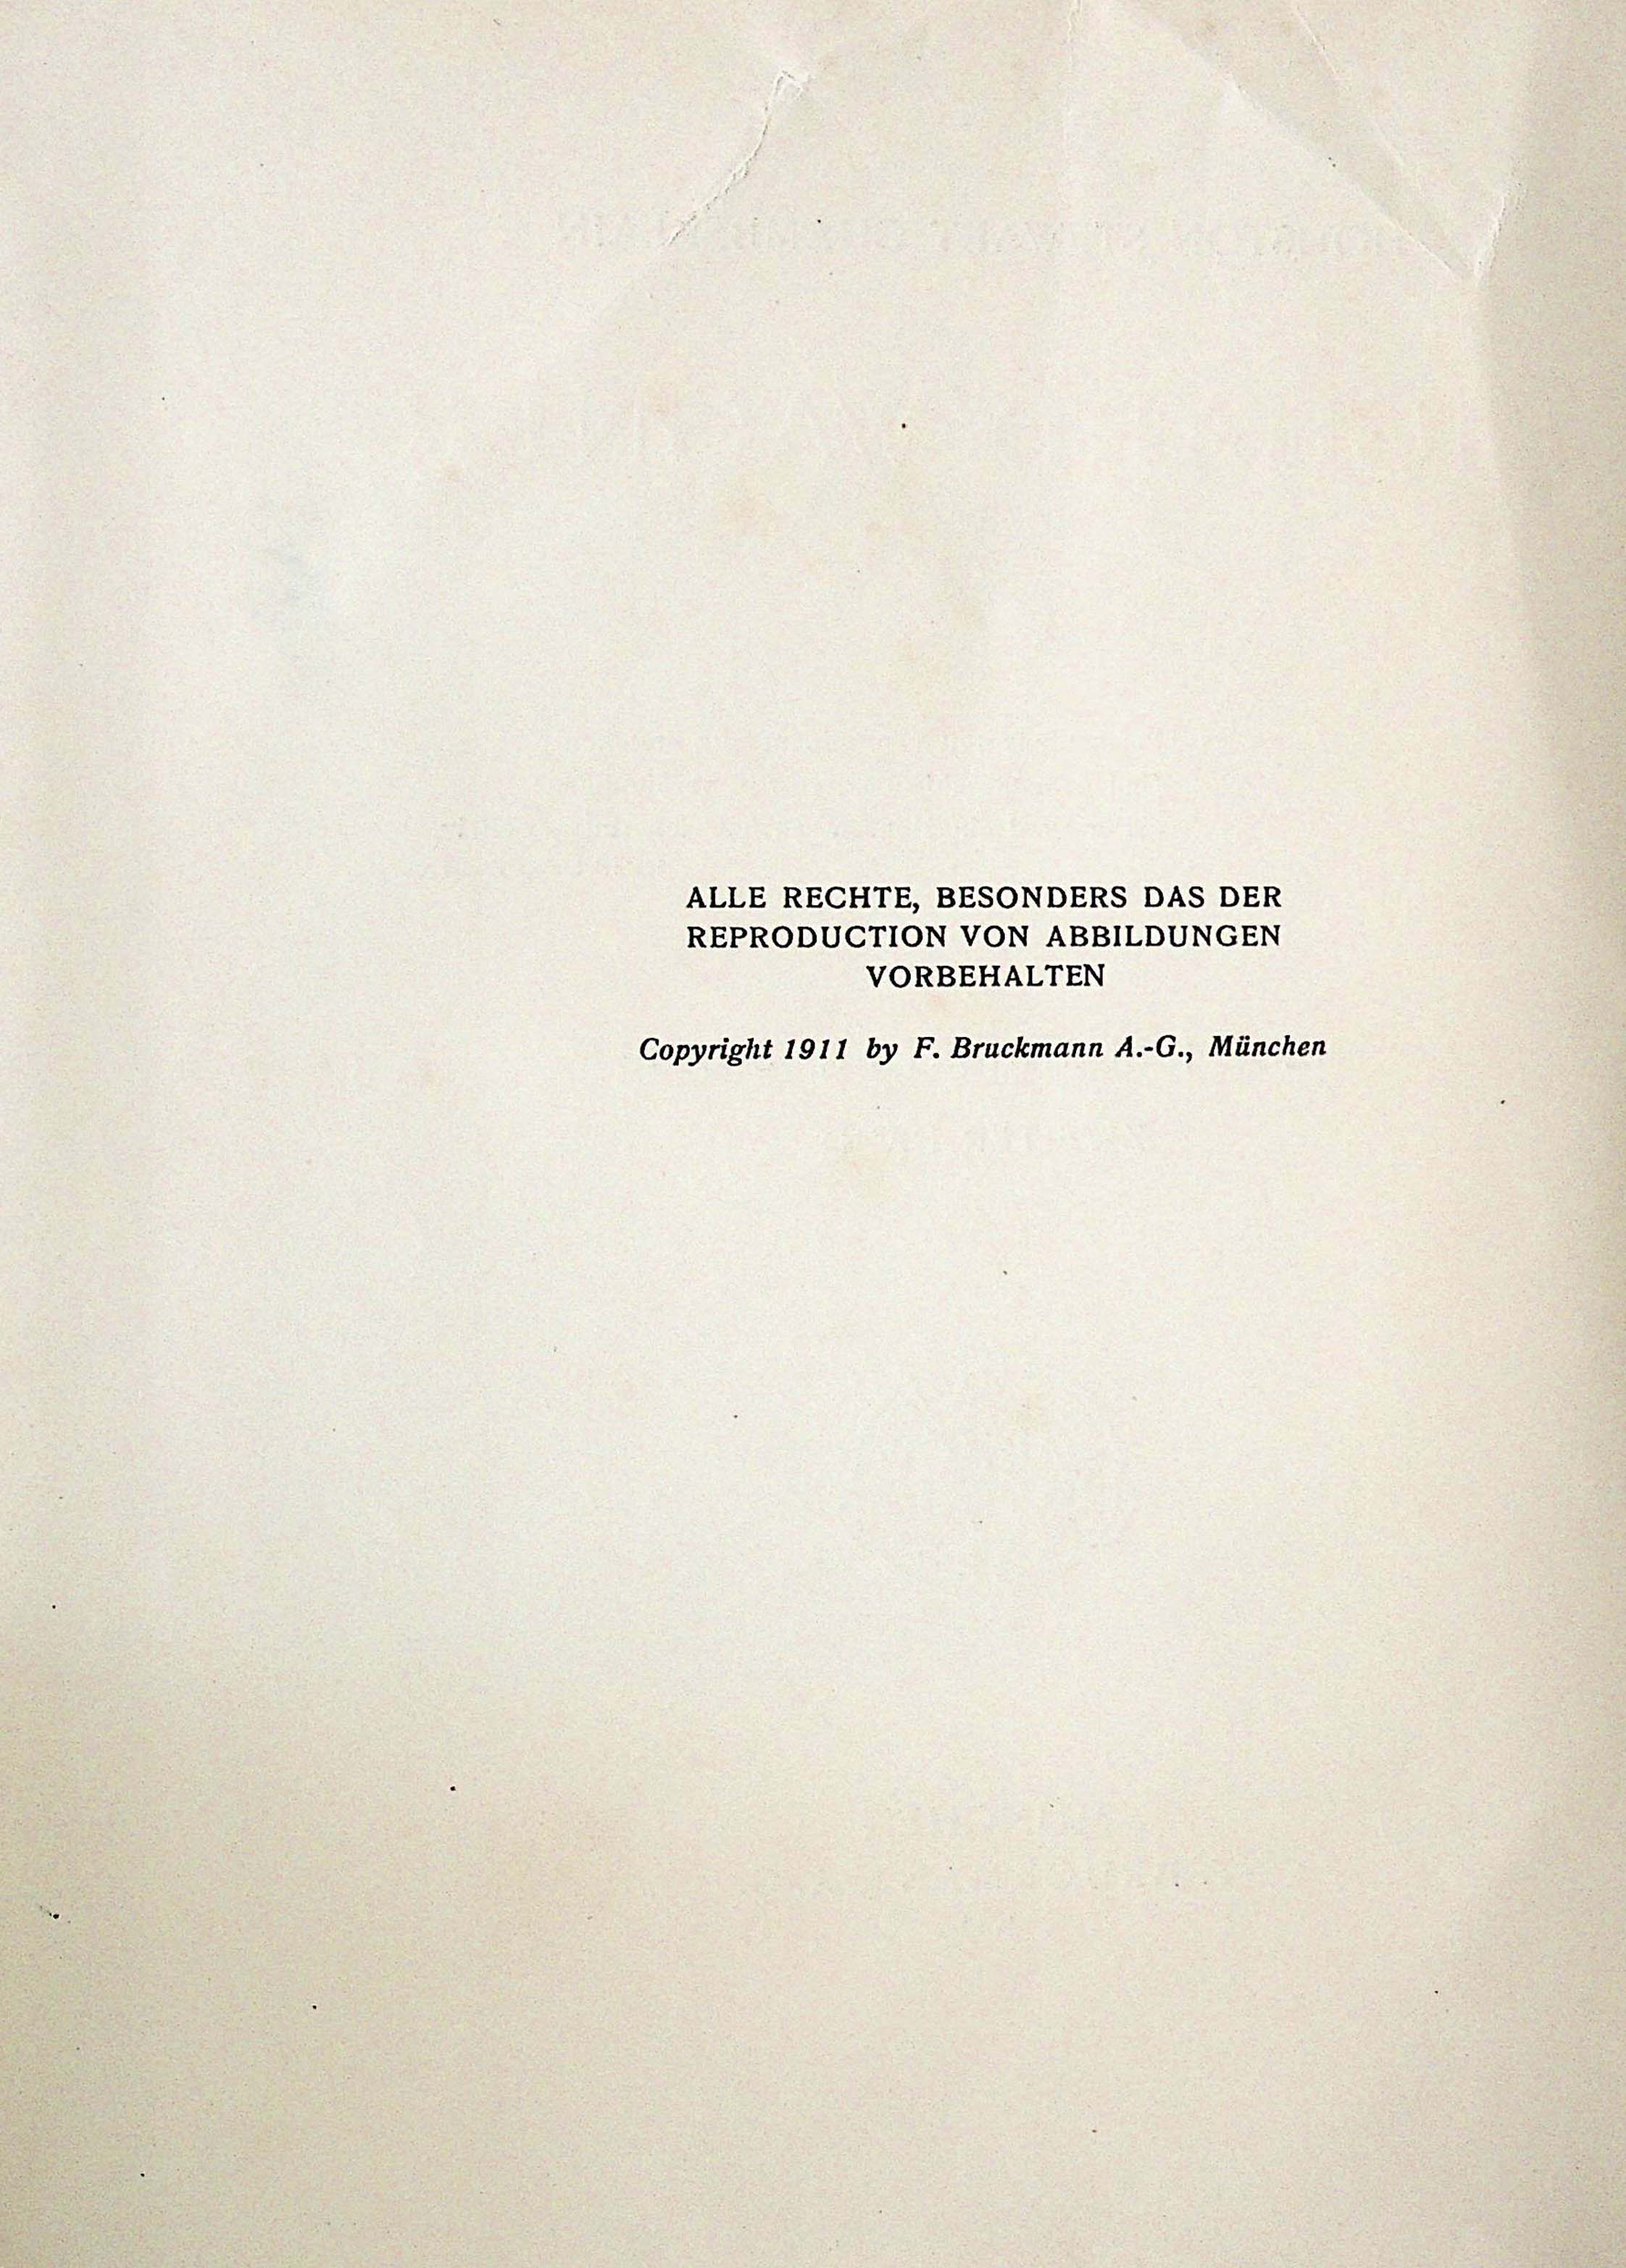 ALLE RECHTE, BESONDERS DAS DER
REPRODUCTION VON ABBILDUNGEN
VORBEHALTEN
Copyright 1911 by F. Bruckmann A.-G., München